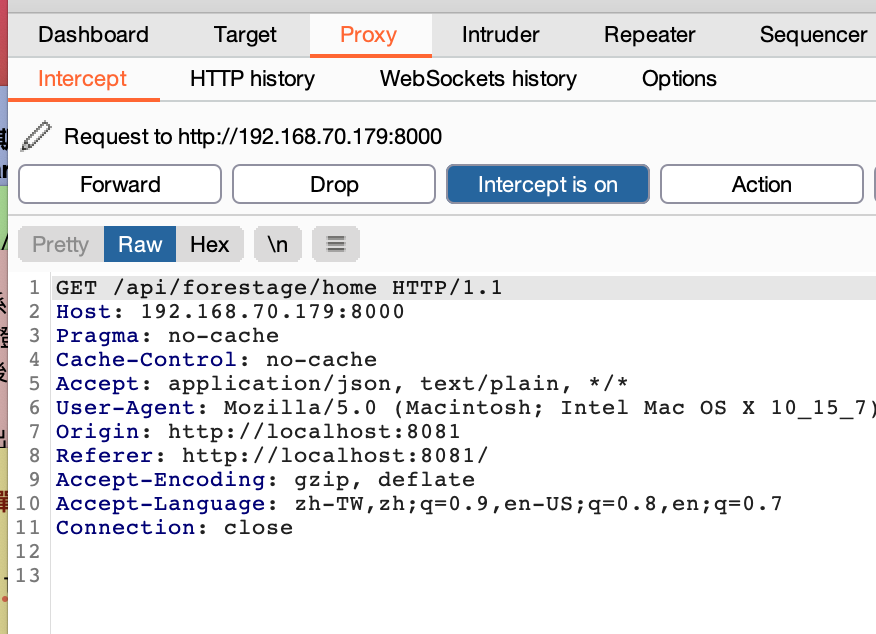 Dashboard Target Proxy Intruder Repeater Sequencer
Intercept HTTP history WebSockets history Options
Request to http://192.168.70.179:8000
Forward Drop Intercept is on Action
Pretty Raw Hex \n
1 GET /api/forestage/home HTTP/1.1
2 Host: 192.168.70.179:8000
3 Pragma: no-cache
4 Cache-Control: no-cache
5 Accept: application/json, text/plain, */*
6 User-Agent: Mozilla/5.0 (Macintosh; Intel Mac OS X 10_15_7)
7 Origin: http://localhost:8081
8 Referer: http://localhost:8081/
9 Accept-Encoding: gzip, deflate
10 Accept-Language: zh-TW,zh;q=0.9,en-US;q=0.8,en;q=0.7
11 Connection: close
12
13